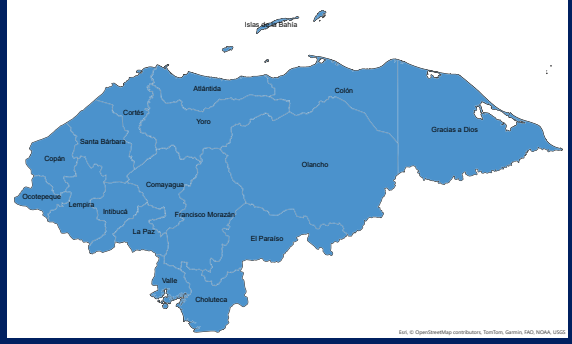 Islas de la Bahía
Atlántida
Colón
Cortés
Yoro
Gracias a Dios
Santa Bárbara
Copán
Olancho
Comayagua
Ocotepeque
Lempira
Intibucá
Francisco Morazán
La Paz
El Paraíso
Valle
Choluteca
Esri, © OpenStreetMap contributors, TomTom, Garmin, FAO, NOAA, USGS